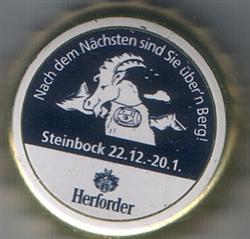 Nach dem Nächsten sind Sie über'n Berg!
Steinbock 22.12.-20.1.
Herforder